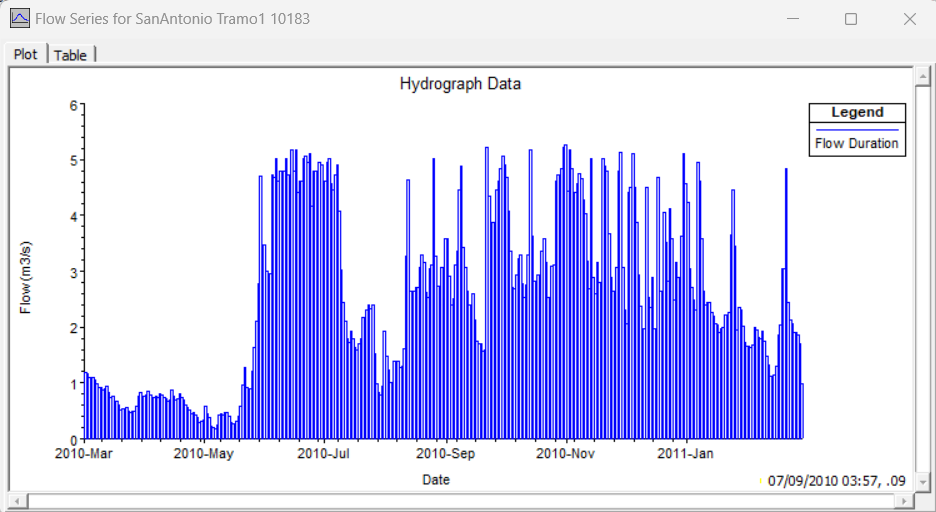 Flow Series for SanAntonio Tramo1 10183
Plot Table
Hydrograph Data
Legend
Flow Duration
6
5
4
3
2
1
0
Flow(m3/s)
2010-Mar 2010-May 2010-Jul 2010-Sep 2010-Nov 2011-Jan
Date
07/09/2010 03:57, .09